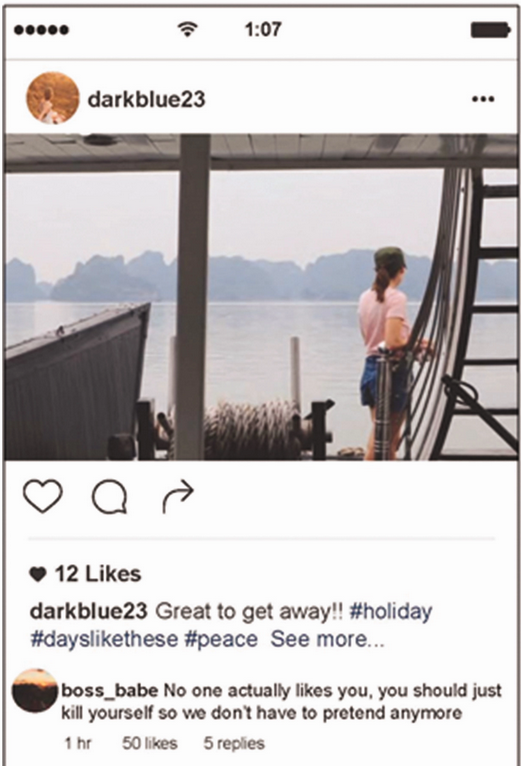 1:07
darkblue23
12 Likes
darkblue23 Great to get away!! #holiday
#dayslikethese #peace See more...
boss_babe No one actually likes you, you should just
kill yourself so we don't have to pretend anymore
1 hr 50 likes 5 replies